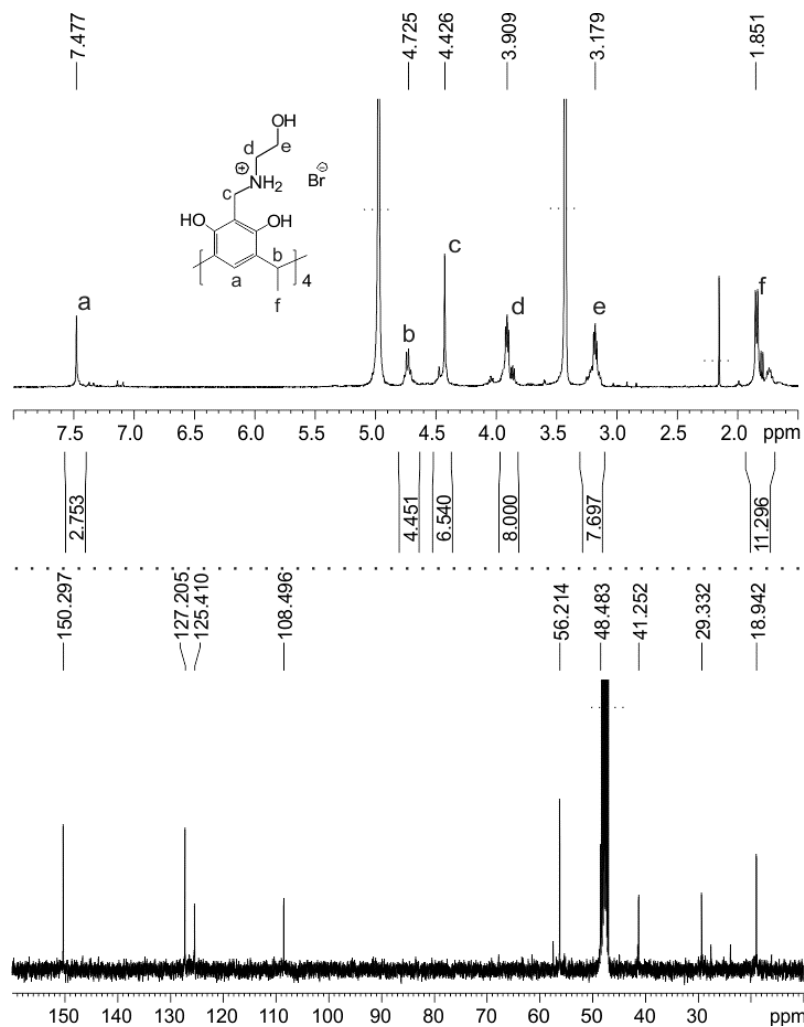 7.477 4.725 4.426 3.909 3.179 1.851
OH
d e
⊕
NH2 Br ⊖
c
HO OH
b
4
a
f
a b c d e f
7.5 7.0 6.5 6.0 5.5 5.0 4.5 4.0 3.5 3.0 2.5 2.0 ppm
2.753 4.451 6.540 8.000 7.697 11.296
150.297 127.205 125.410 108.496 56.214 48.483 41.252 29.332 18.942
150 140 130 120 110 100 90 80 70 60 50 40 30 ppm